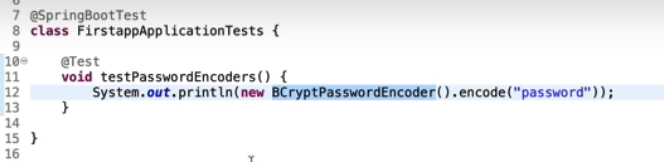 7 @SpringBootTest
8 class FirstappApplicationTests {
9
10 @Test
11 void testPasswordEncoders() {
12 System.out.println(new BCryptPasswordEncoder().encode("password"));
13 }
14
15 }
16